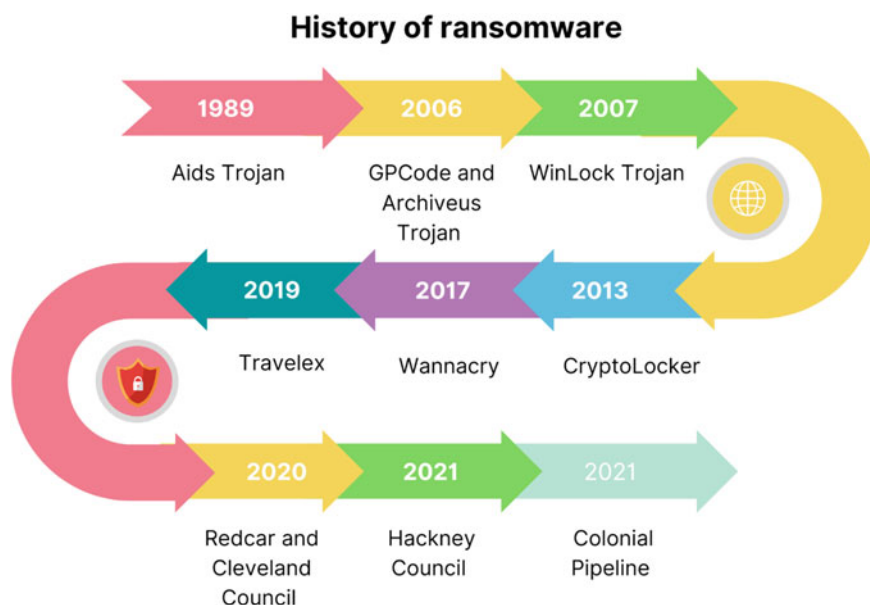 History of ransomware
1989
2006
2007
Aids Trojan
GPCode and
Archiveus
Trojan
WinLock Trojan
2019
2017
2013
Travelex
Wannacry
CryptoLocker
2020
2021
2021
Redcar and
Cleveland
Council
Hackney
Council
Colonial
Pipeline